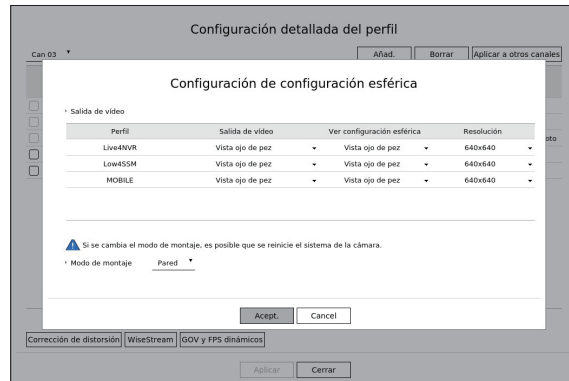 Configuración detallada del perfil
Can 03
Añad. Borrar Aplicar a otros canales
Configuración de configuración esférica
Salida de vídeo
Perfil Salida de vídeo Ver configuración esférica Resolución
Live4NVR Vista ojo de pez Vista ojo de pez 640x640
Low4SSM Vista ojo de pez Vista ojo de pez 640x640
MOBILE Vista ojo de pez Vista ojo de pez 640x640
Si se cambia el modo de montaje, es posible que se reinicie el sistema de la cámara.
Modo de montaje Pared
Acept. Cancel
Corrección de distorsión WiseStream GOV y FPS dinámicos
Aplicar Cerrar